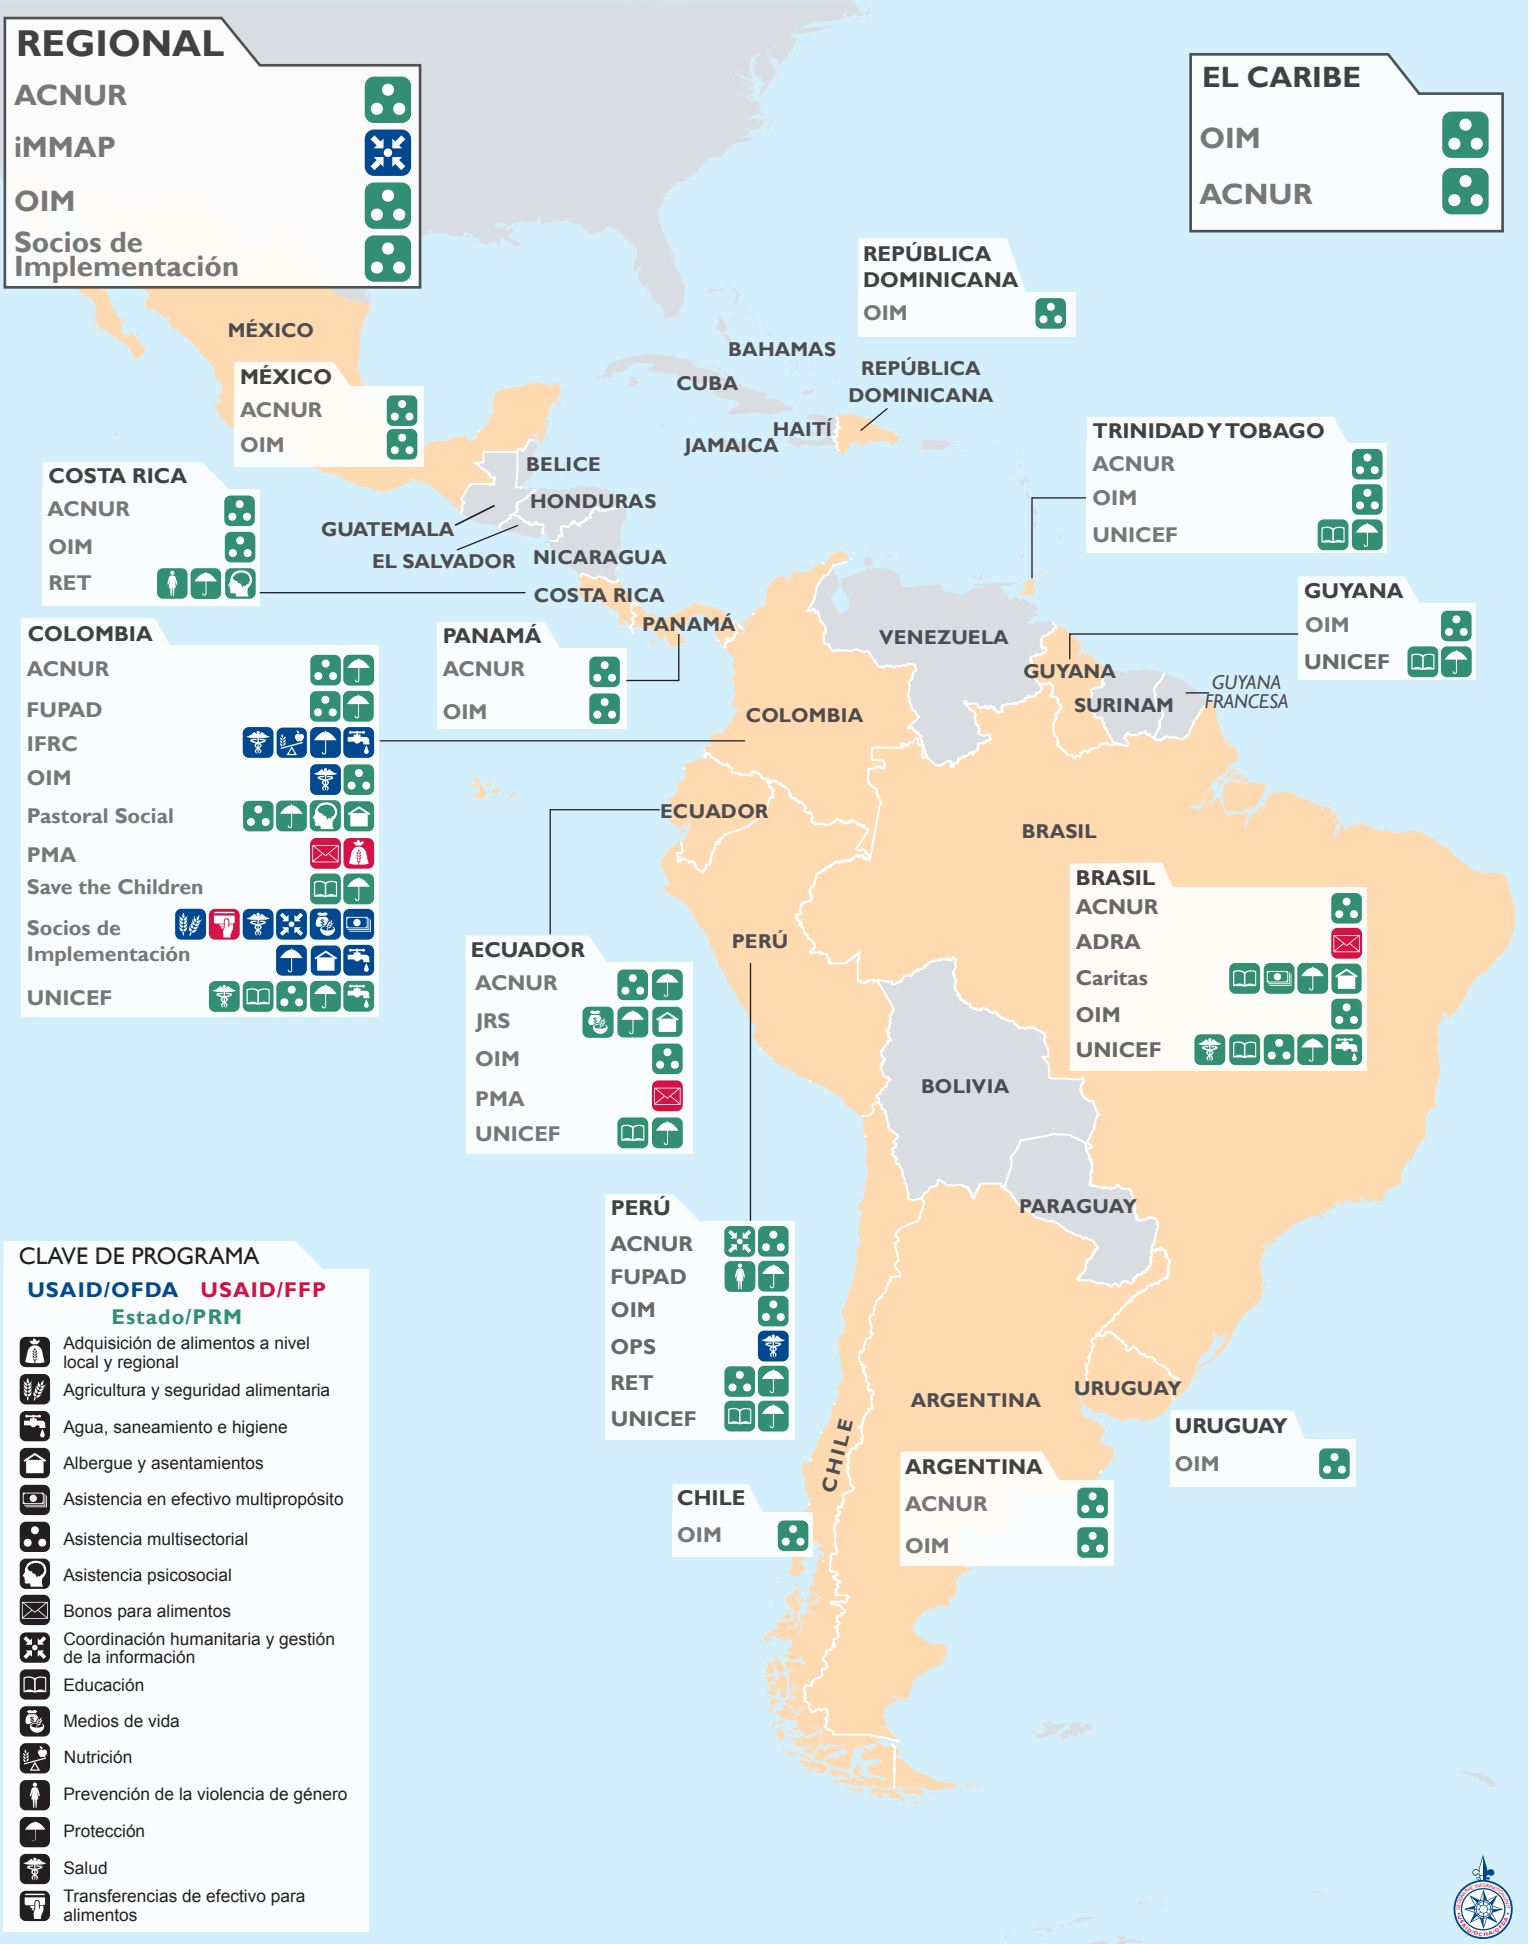 REGIONAL
ACNUR
iMMAP
OIM
Socios de
Implementación
EL CARIBE
OIM
ACNUR
REPÚBLICA
DOMINICANA
OIM
MÉXICO
MÉXICO
ACNUR
OIM
BAHAMAS
CUBA
REPÚBLICA
DOMINICANA
HAITÍ
JAMAICA
BELICE
HONDURAS
GUATEMALA
EL SALVADOR
NICARAGUA
COSTA RICA
PANAMÁ
TRINIDAD Y TOBAGO
ACNUR
OIM
UNICEF
COSTA RICA
ACNUR
OIM
RET
GUYANA
OIM
UNICEF
VENEZUELA
GUYANA
SURINAM
GUYANA
FRANCESA
COLOMBIA
ACNUR
FUPAD
IFRC
OIM
Pastoral Social
PMA
Save the Children
Socios de
Implementación
UNICEF
PANAMÁ
ACNUR
OIM
COLOMBIA
ECUADOR
BRASIL
BRASIL
ACNUR
ADRA
Caritas
OIM
UNICEF
PERÚ
ECUADOR
ACNUR
JRS
OIM
PMA
UNICEF
BOLIVIA
PARAGUAY
PERÚ
ACNUR
FUPAD
OIM
OPS
RET
UNICEF
CHILE
ARGENTINA
URUGUAY
URUGUAY
OIM
ARGENTINA
ACNUR
OIM
CHILE
OIM
CLAVE DE PROGRAMA
USAID/OFDA USAID/FFP
Estado/PRM
Adquisición de alimentos a nivel
local y regional
Agricultura y seguridad alimentaria
Agua, saneamiento e higiene
Albergue y asentamientos
Asistencia en efectivo multipropósito
Asistencia multisectorial
Asistencia psicosocial
Bonos para alimentos
Coordinación humanitaria y gestión
de la información
Educación
Medios de vida
Nutrición
Prevención de la violencia de género
Protección
Salud
Transferencias de efectivo para
alimentos